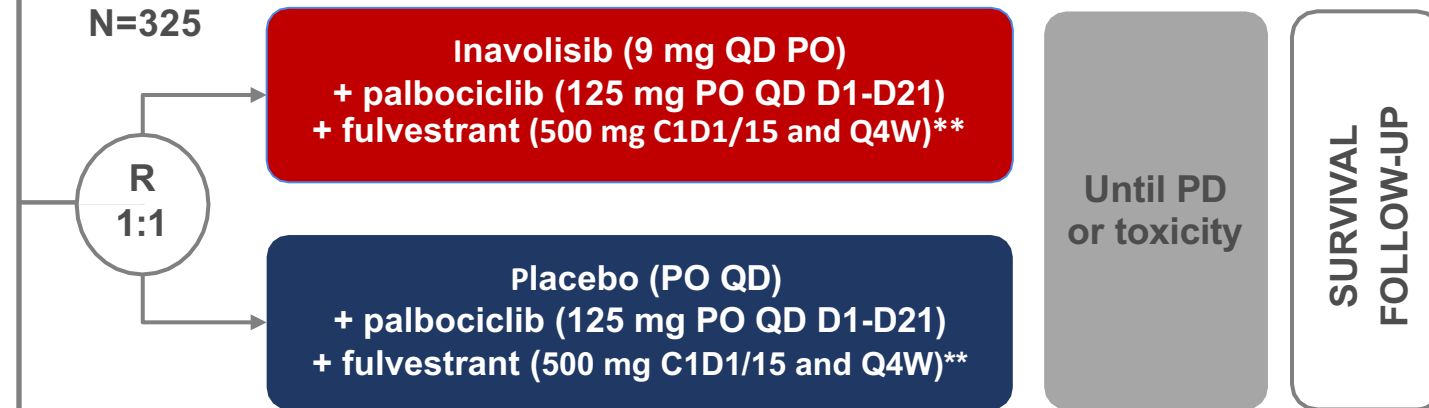 N=325
Inavolisib (9 mg QD PO)
+ palbociclib (125 mg PO QD D1-D21)
+ fulvestrant (500 mg C1D1/15 and Q4W)**
R
1:1
Placebo (PO QD)
+ palbociclib (125 mg PO QD D1-D21)
+ fulvestrant (500 mg C1D1/15 and Q4W)**
Until PD
or toxicity
SURVIVAL
FOLLOW-UP